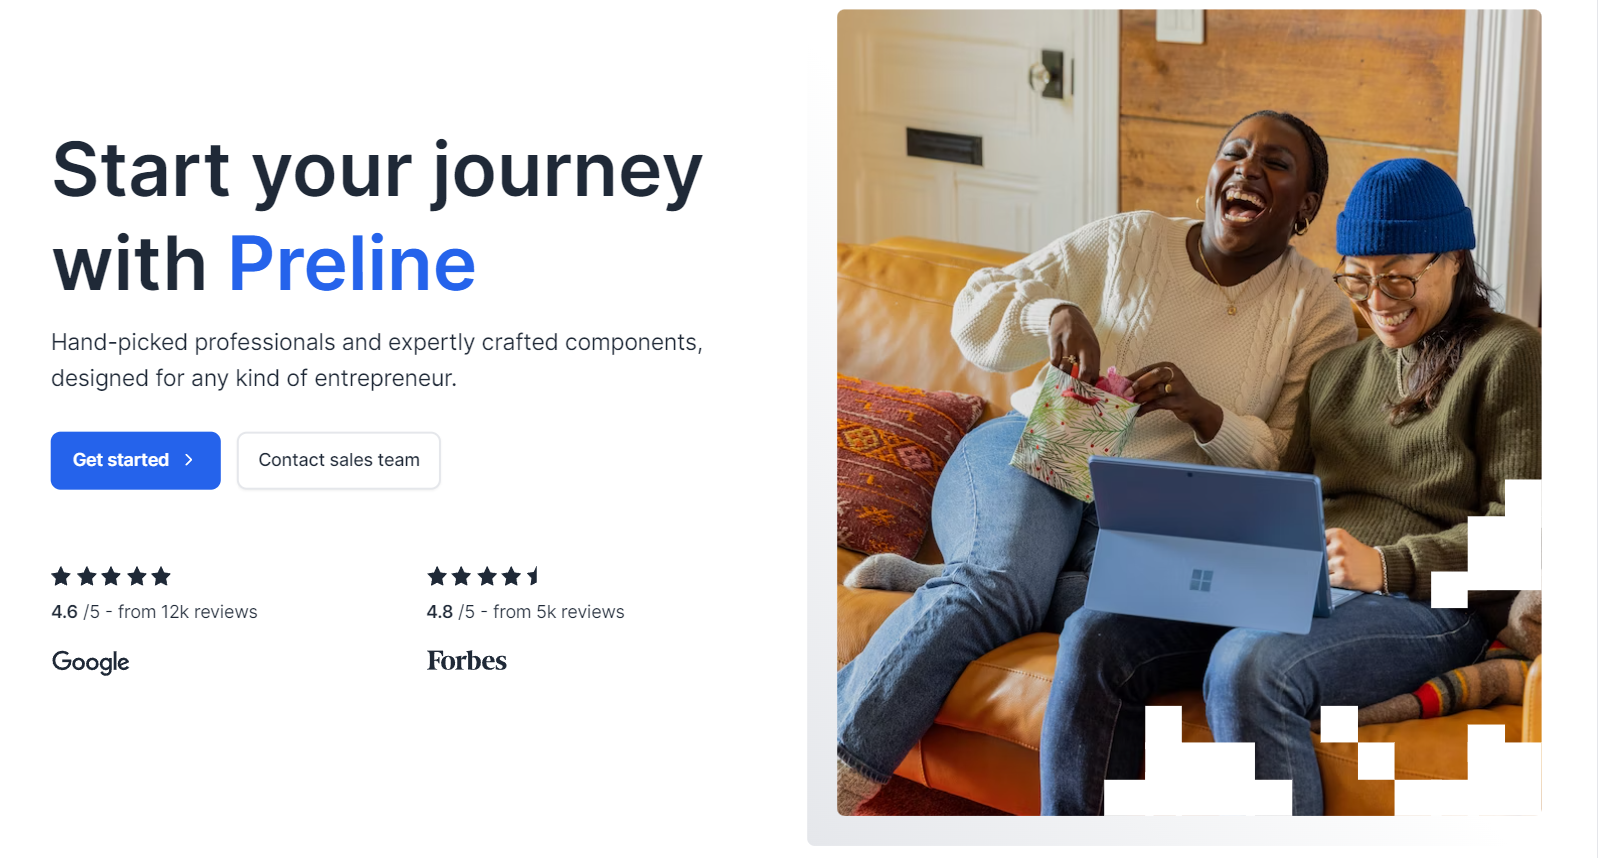 Start your journey
with Preline
Hand-picked professionals and expertly crafted components,
designed for any kind of entrepreneur.
Get started
Contact sales team
4.6 /5 - from 12k reviews
4.8 /5 - from 5k reviews
Google
Forbes